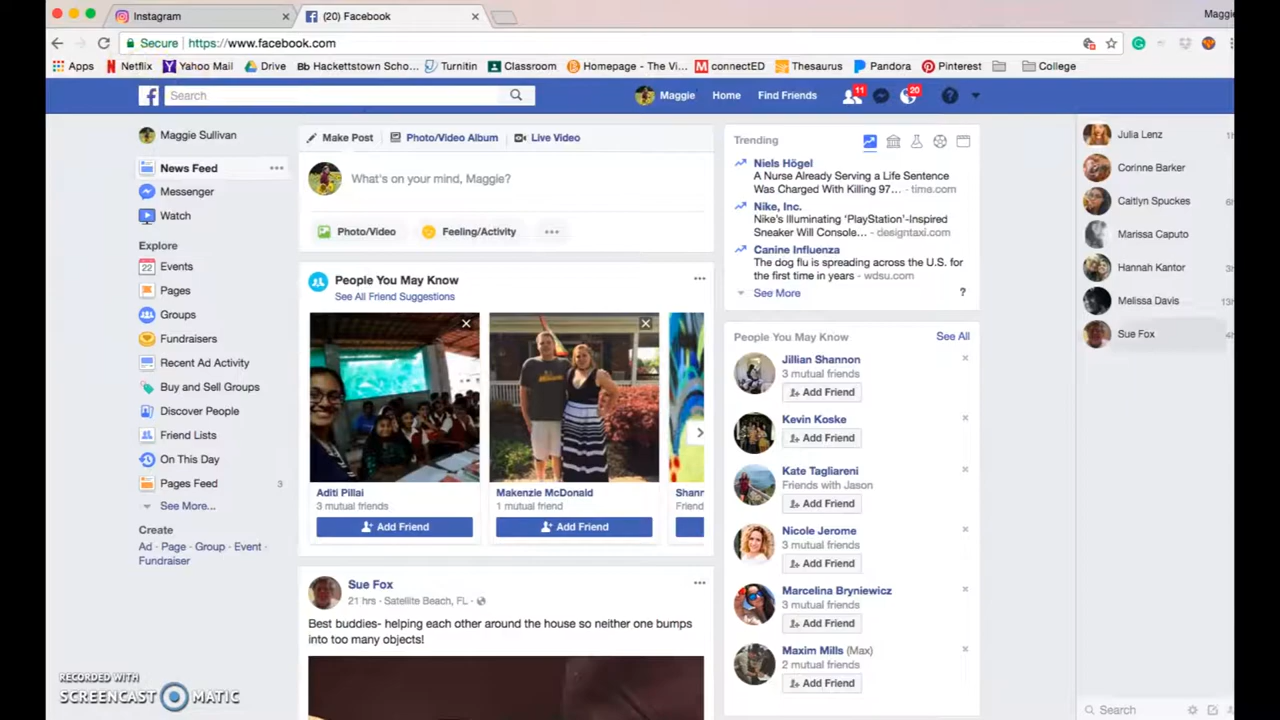 Instagram
(20) Facebook
Maggie
Secure https://www.facebook.com
Apps Netflix Yahoo Mail Drive Bb Hackettstown Scho... Turnitin Classroom Homepage - The Vi... connectED Thesaurus Pandora Pinterest College
Search
Maggie Home Find Friends 11 20
Maggie Sullivan
News Feed
Messenger
Watch
Explore
22 Events
Pages
Groups
Fundraisers
Recent Ad Activity
Buy and Sell Groups
Discover People
Friend Lists
On This Day
Pages Feed 3
See More...
Create
Ad · Page · Group · Event ·
Fundraiser
Make Post Photo/Video Album Live Video
What's on your mind, Maggie?
Photo/Video Feeling/Activity
People You May Know
See All Friend Suggestions
Aditi Pillai
3 mutual friends
Add Friend
Makenzie McDonald
1 mutual friend
Add Friend
Shann
Friend
Sue Fox
21 hrs · Satellite Beach, FL ·
Best buddies- helping each other around the house so neither one bumps
into too many objects!
Trending
Niels Högel
A Nurse Already Serving a Life Sentence
Was Charged With Killing 97... - time.com
Nike, Inc.
Nike's Illuminating 'PlayStation'-Inspired
Sneaker Will Console... - designtaxi.com
Canine Influenza
The dog flu is spreading across the U.S. for
the first time in years - wdsu.com
See More ?
People You May Know See All
Jillian Shannon
3 mutual friends
Add Friend
Kevin Koske
Add Friend
Kate Tagliareni
Friends with Jason
Add Friend
Nicole Jerome
3 mutual friends
Add Friend
Marcelina Bryniewicz
3 mutual friends
Add Friend
Maxim Mills (Max)
2 mutual friends
Add Friend
Julia Lenz
Corinne Barker
Caitlyn Spuckes
Marissa Caputo
Hannah Kantor
Melissa Davis
Sue Fox
Search
RECORDED WITH
SCREENCAST MATIC